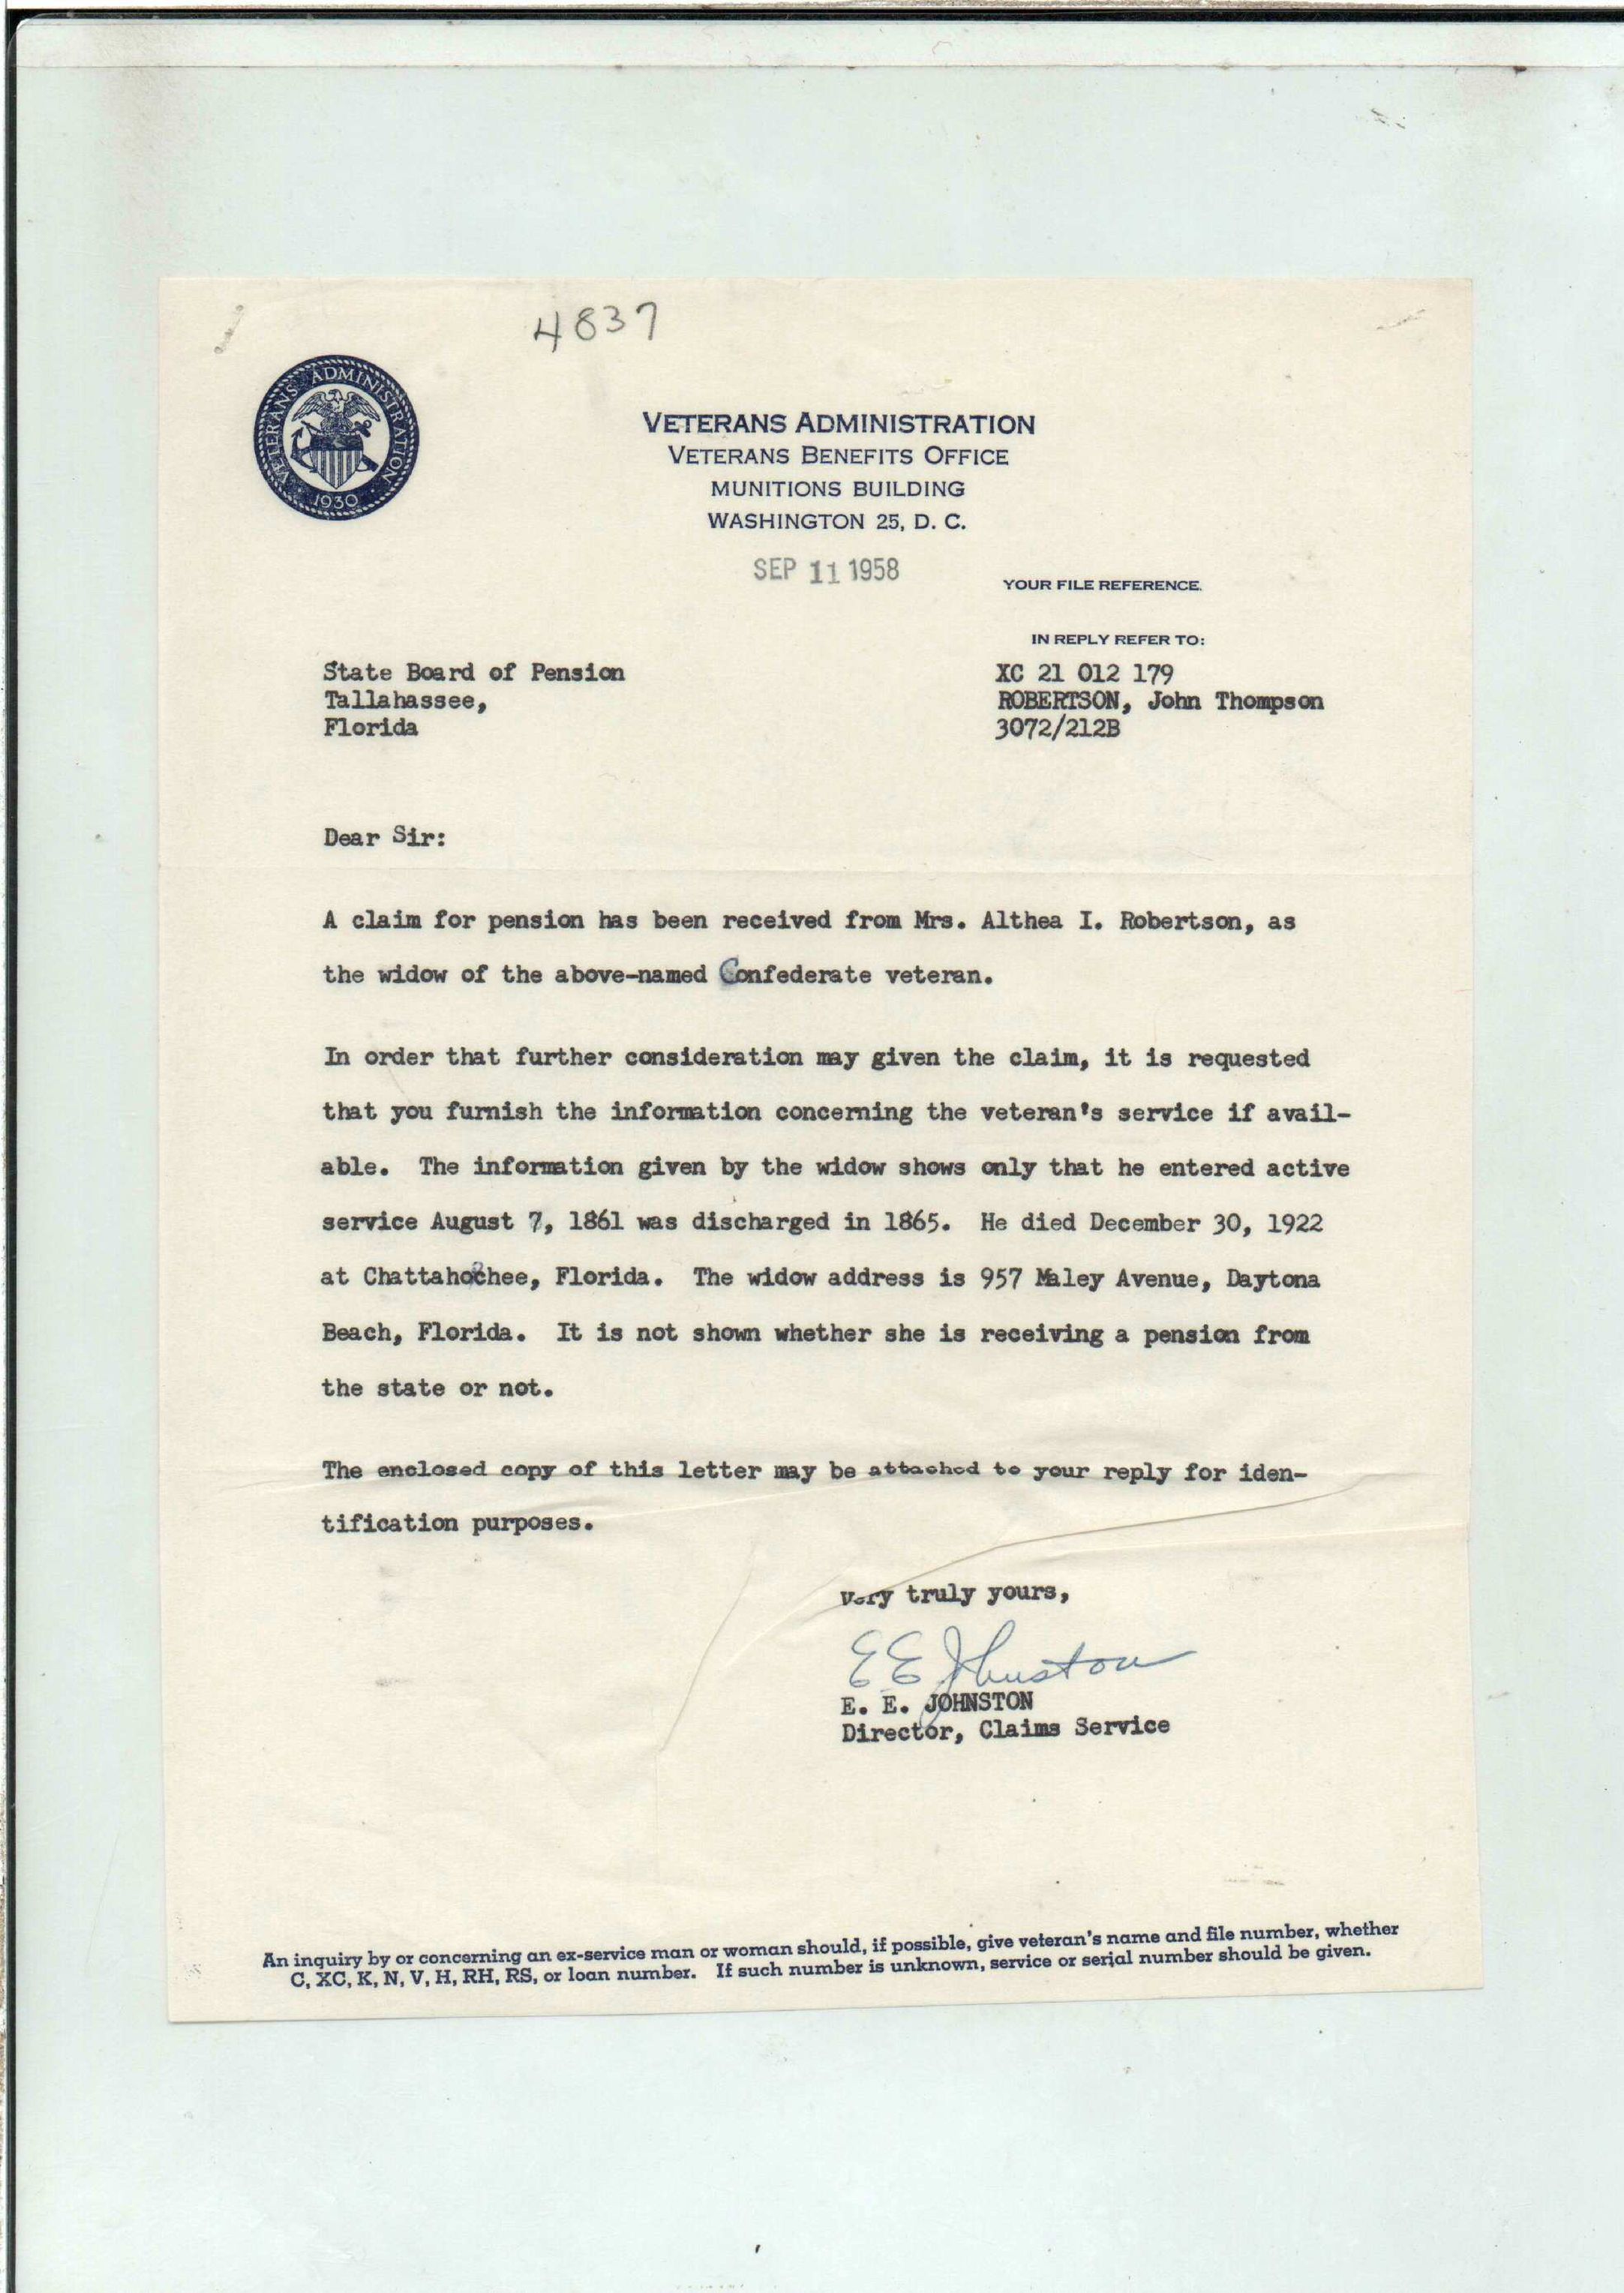 4837
VETERANS ADMINISTRATION
1930
VETERANS ADMINISTRATION
VETERANS BENEFITS OFFICE
MUNITIONS BUILDING
WASHINGTON 25, D. C.
SEP 11 1958
YOUR FILE REFERENCE.
IN REPLY REFER TO:
State Board of Pension
Tallahassee,
Florida
XC 21 012 179
ROBERTSON, John Thompson
3072/212B
Dear Sir:
A claim for pension has been received from Mrs. Althea I. Robertson, as
the widow of the above-named Confederate veteran.
In order that further consideration may given the claim, it is requested
that you furnish the information concerning the veteran's service if avail-
able. The information given by the widow shows only that he entered active
service August 7, 1861 was discharged in 1865. He died December 30, 1922
at Chattahochee, Florida. The widow address is 957 Maley Avenue, Daytona
Beach, Florida. It is not shown whether she is receiving a pension from
the state or not.
The enclosed copy of this letter may be attached to your reply for iden-
tification purposes.
Very truly yours,
E E Johnston
E. E. JOHNSTON
Director, Claims Service
An inquiry by or concerning an ex-service man or woman should, if possible, give veteran's name and file number, whether
C, XC, K, N, V, H, RH, RS, or loan number. If such number is unknown, service or serial number should be given.